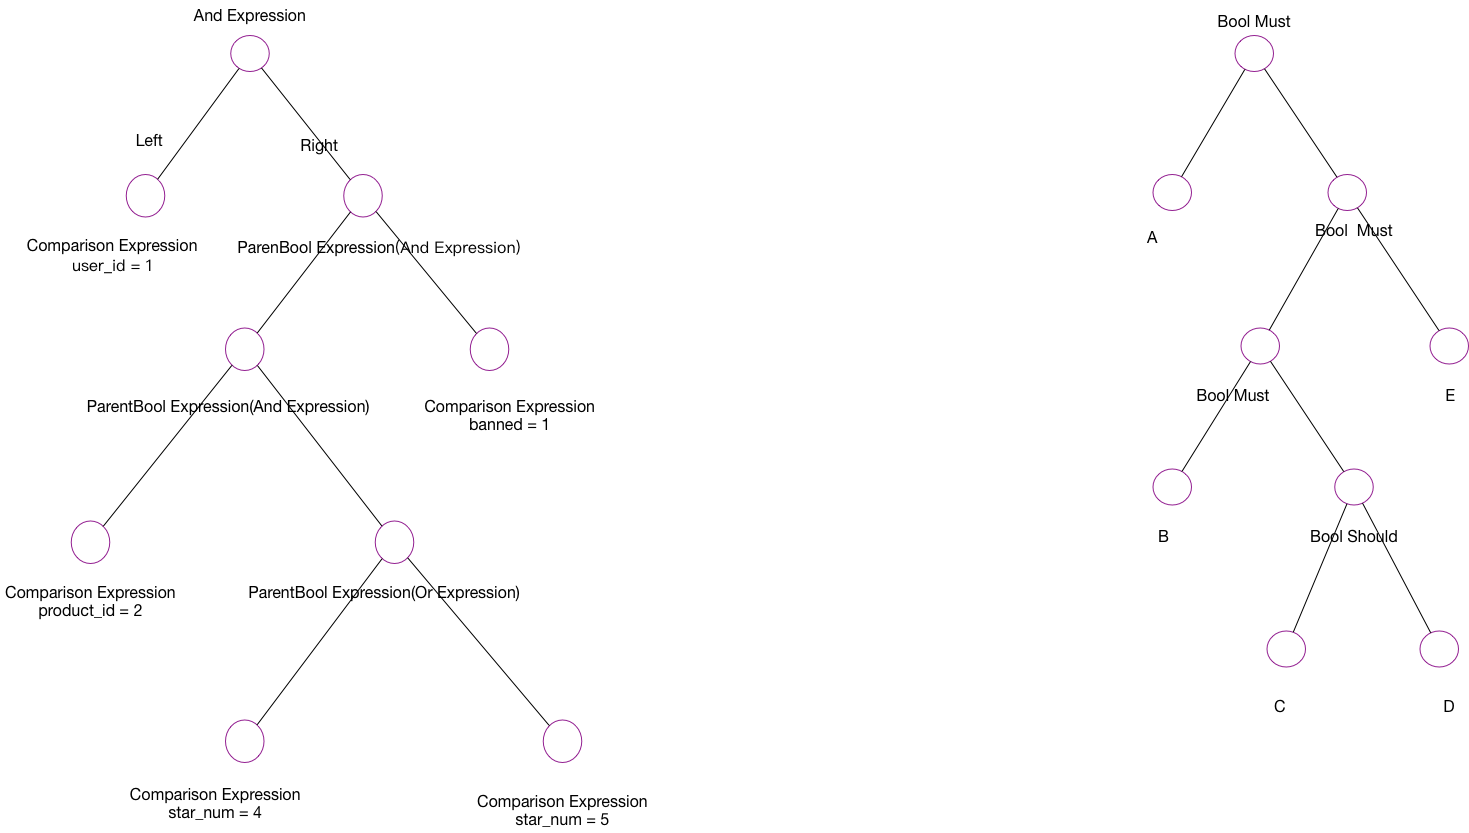 And Expression
Left
Right
Comparison Expression
user_id = 1
ParenBool Expression(And Expression)
ParentBool Expression(And Expression)
Comparison Expression
banned = 1
Comparison Expression
product_id = 2
ParentBool Expression(Or Expression)
Comparison Expression
star_num = 4
Comparison Expression
star_num = 5
Bool Must
A
Bool  Must
Bool Must
E
B
Bool Should
C
D